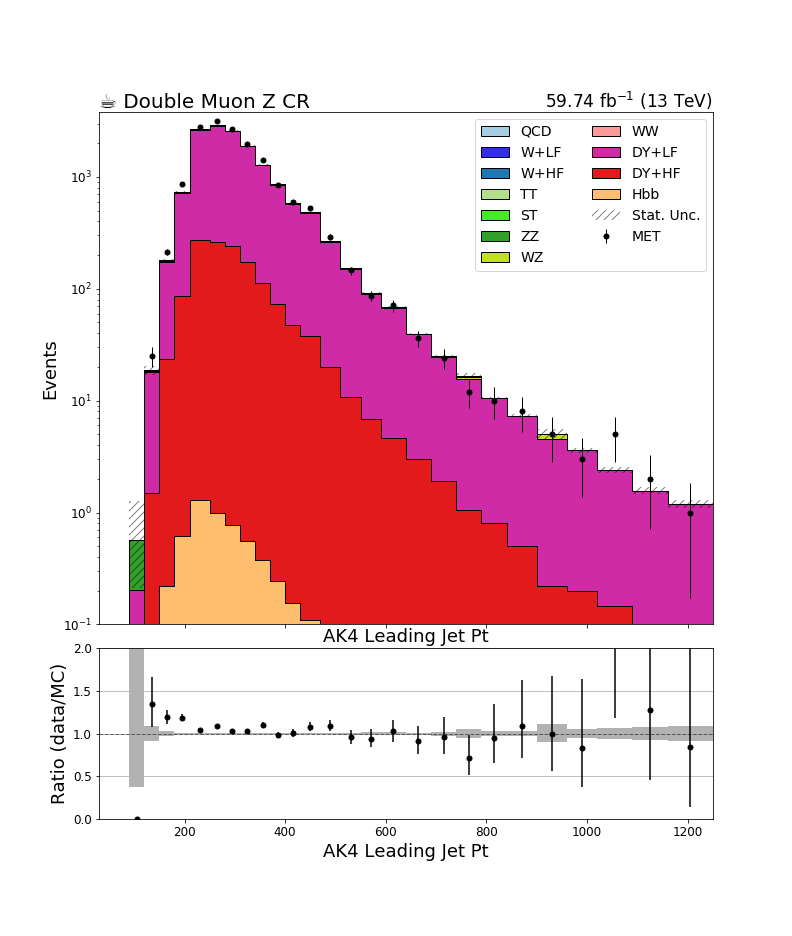 ☕ Double Muon Z CR 59.74 fb⁻¹ (13 TeV)
QCD WW
W+LF DY+LF
W+HF DY+HF
TT Hbb
ST Stat. Unc.
ZZ MET
WZ
10³
10²
10¹
10⁰
10⁻¹
Events
AK4 Leading Jet Pt
2.0
1.5
1.0
0.5
0.0
Ratio (data/MC)
200 400 600 800 1000 1200
AK4 Leading Jet Pt